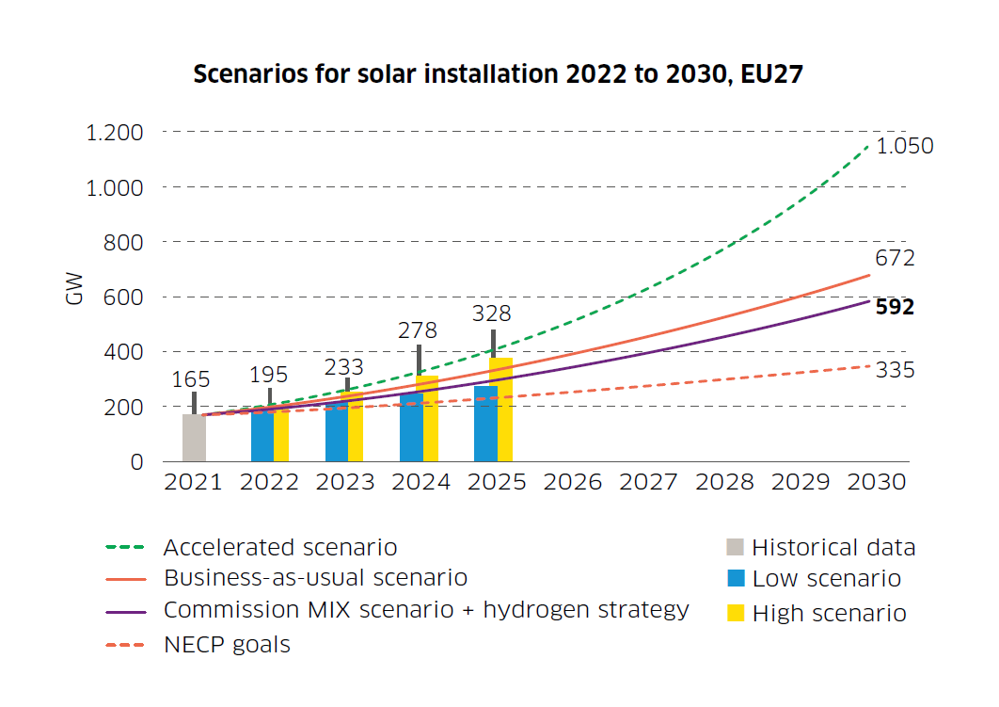 Scenarios for solar installation 2022 to 2030, EU27
1.200
1.050
1.000
800
672
GW
600
592
328
278
400
335
233
195
165
200
0
2021 2022 2023 2024 2025 2026 2027 2028 2029 2030
Accelerated scenario
Historical data
Business-as-usual scenario
Low scenario
Commission MIX scenario + hydrogen strategy
High scenario
NECP goals